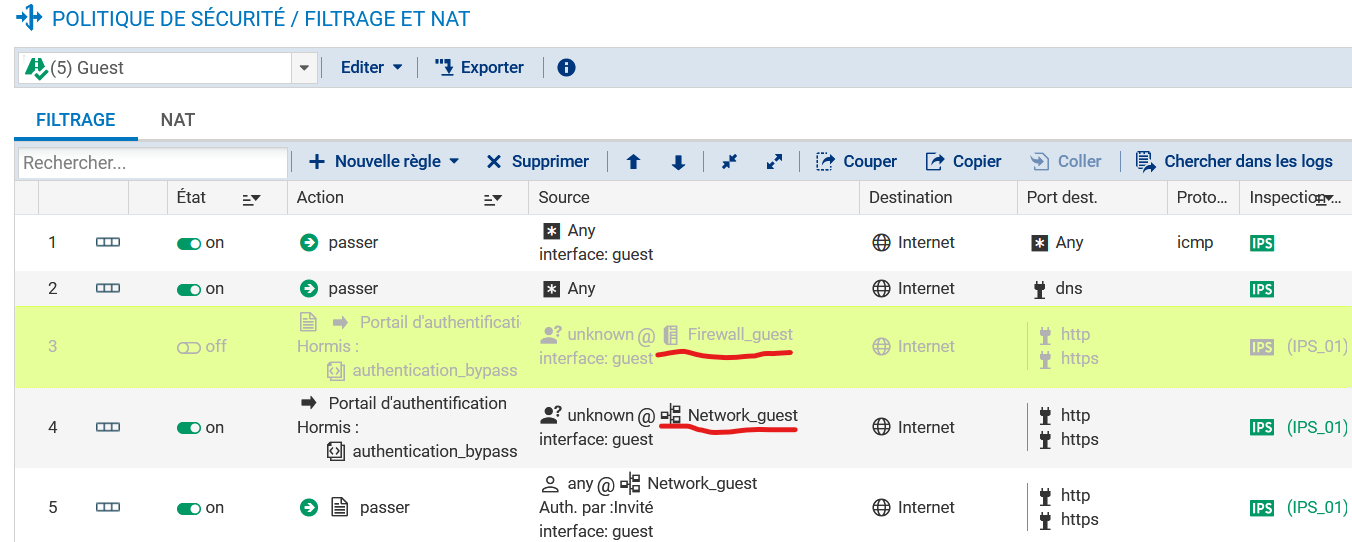 POLITIQUE DE SÉCURITÉ / FILTRAGE ET NAT
(5) Guest Editer Exporter
FILTRAGE NAT
Rechercher... Nouvelle règle Supprimer Couper Copier Coller Chercher dans les logs
État Action Source Destination Port dest. Proto... Inspection...
1 on passer Any Internet Any icmp IPS
interface: guest
2 on passer Any Internet dns IPS
Portail d'authentificati
3 off Hormis : unknown @ Firewall_guest Internet http IPS (IPS_01)
authentication_bypass interface: guest https
Portail d'authentification
4 on Hormis : unknown @ Network_guest Internet http IPS (IPS_01)
authentication_bypass interface: guest https
5 on passer any @ Network_guest Internet http IPS (IPS_01)
Auth. par :Invité https
interface: guest